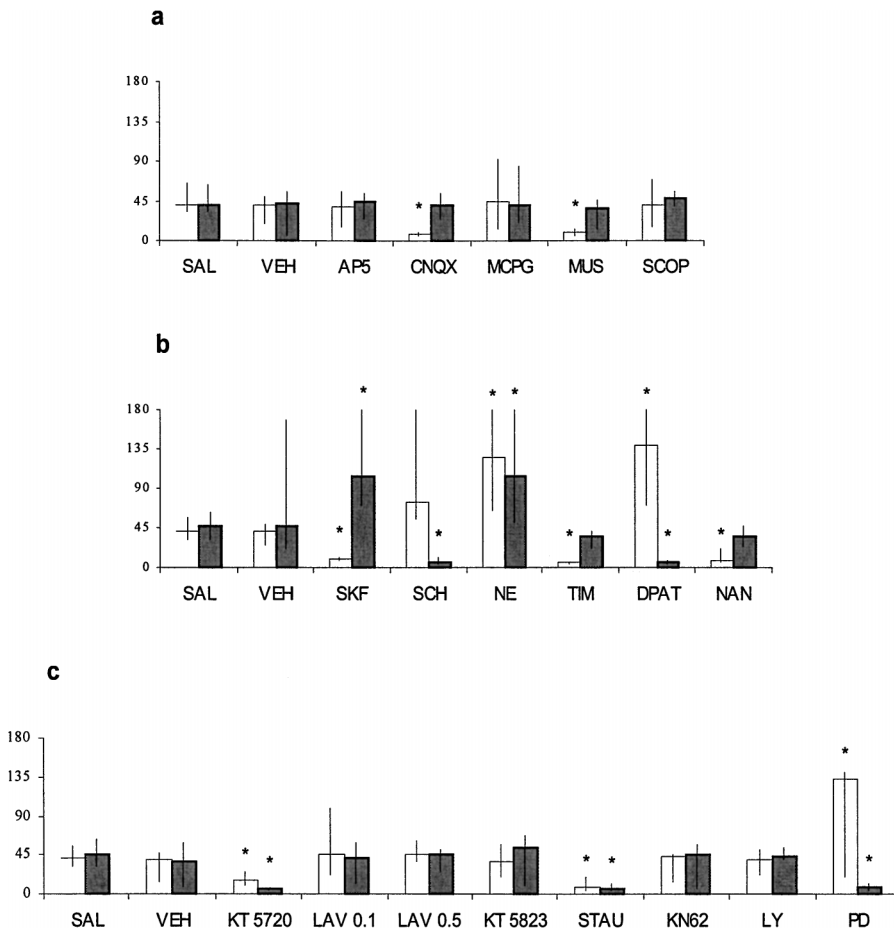 a
180
135
90
45
0
* *
SAL VEH AP5 CNQX MCPG MUS SCOP
b
180
135
90
45
0
* * * * * * * * *
SAL VEH SKF SCH NE TIM DPAT NAN
c
180
135
90
45
0
* * * * * *
SAL VEH KT 5720 LAV 0.1 LAV 0.5 KT 5823 STAU KN62 LY PD